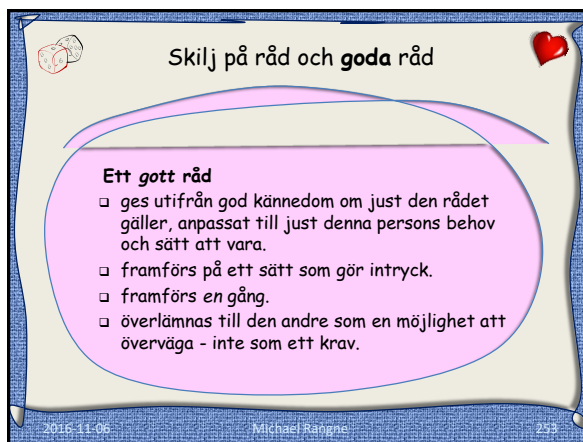 Skilj på råd och goda råd
Ett gott råd
❑ ges utifrån god kännedom om just den rådet
gäller, anpassat till just denna persons behov
och sätt att vara.
❑ framförs på ett sätt som gör intryck.
❑ framförs en gång.
❑ överlämnas till den andre som en möjlighet att
överväga - inte som ett krav.
2016-11-06 Michael Rangne 253